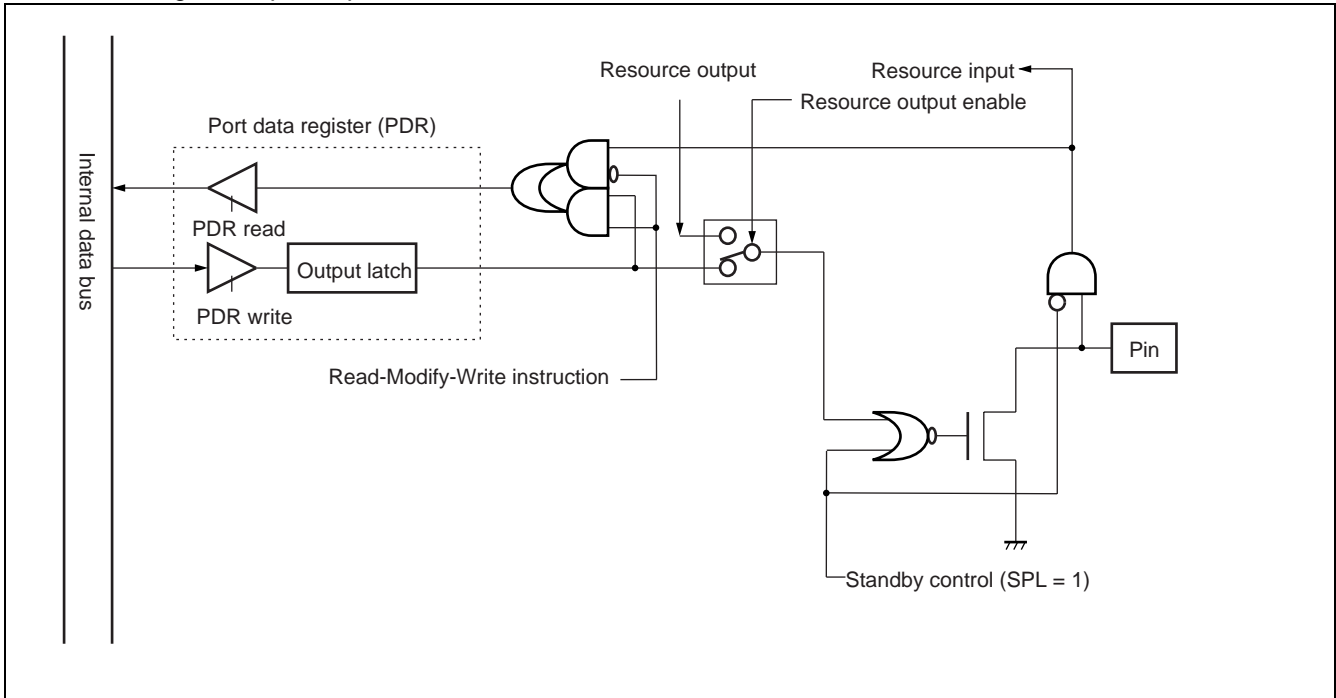 Resource output
Resource input
Resource output enable
Port data register (PDR)
Internal data bus
PDR read
Output latch
PDR write
Pin
Read-Modify-Write instruction
Standby control (SPL = 1)